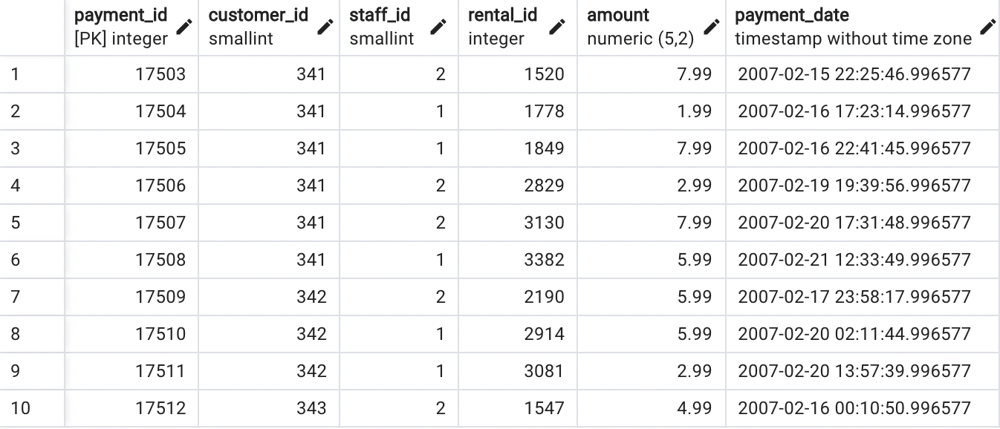 payment_id customer_id staff_id rental_id amount payment_date
[PK] integer smallint smallint integer numeric (5,2) timestamp without time zone
1 17503 341 2 1520 7.99 2007-02-15 22:25:46.996577
2 17504 341 1 1778 1.99 2007-02-16 17:23:14.996577
3 17505 341 1 1849 7.99 2007-02-16 22:41:45.996577
4 17506 341 2 2829 2.99 2007-02-19 19:39:56.996577
5 17507 341 2 3130 7.99 2007-02-20 17:31:48.996577
6 17508 341 1 3382 5.99 2007-02-21 12:33:49.996577
7 17509 342 2 2190 5.99 2007-02-17 23:58:17.996577
8 17510 342 1 2914 5.99 2007-02-20 02:11:44.996577
9 17511 342 1 3081 2.99 2007-02-20 13:57:39.996577
10 17512 343 2 1547 4.99 2007-02-16 00:10:50.996577